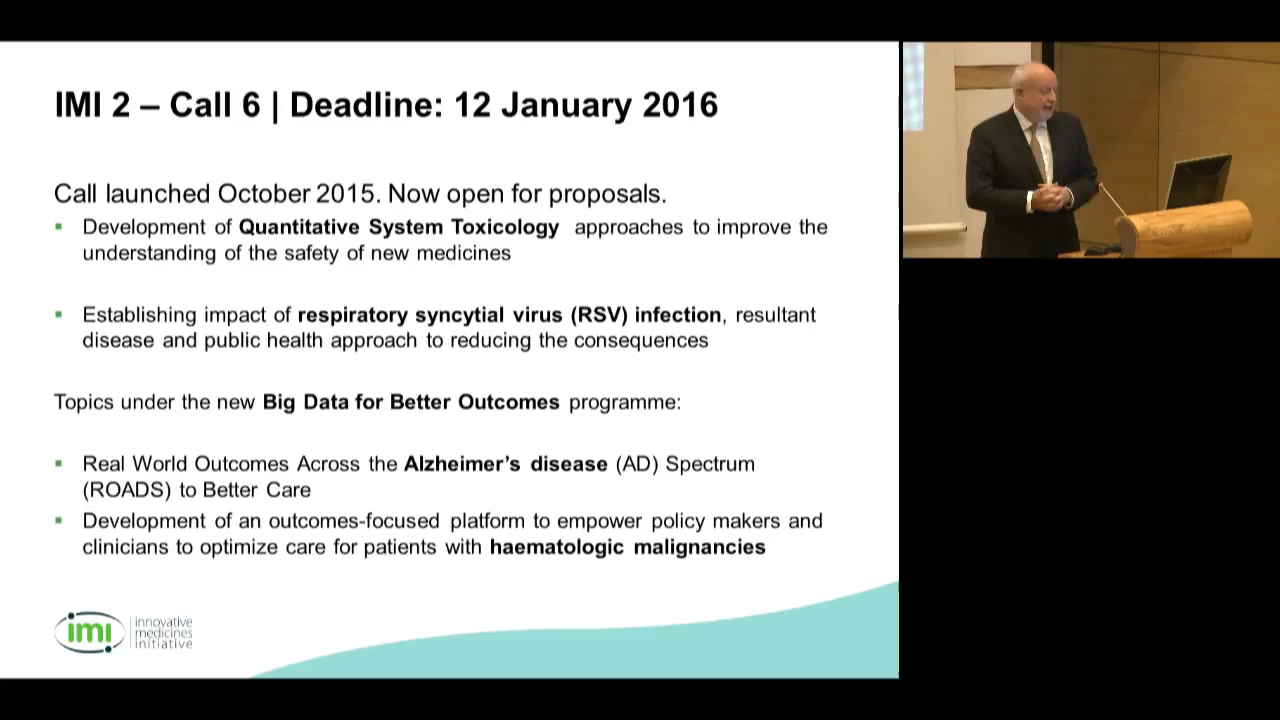 IMI 2 – Call 6 | Deadline: 12 January 2016
Call launched October 2015. Now open for proposals.
Development of Quantitative System Toxicology approaches to improve the
understanding of the safety of new medicines
Establishing impact of respiratory syncytial virus (RSV) infection, resultant
disease and public health approach to reducing the consequences
Topics under the new Big Data for Better Outcomes programme:
Real World Outcomes Across the Alzheimer’s disease (AD) Spectrum
(ROADS) to Better Care
Development of an outcomes-focused platform to empower policy makers and
clinicians to optimize care for patients with haematologic malignancies
imi
innovative
medicines
initiative